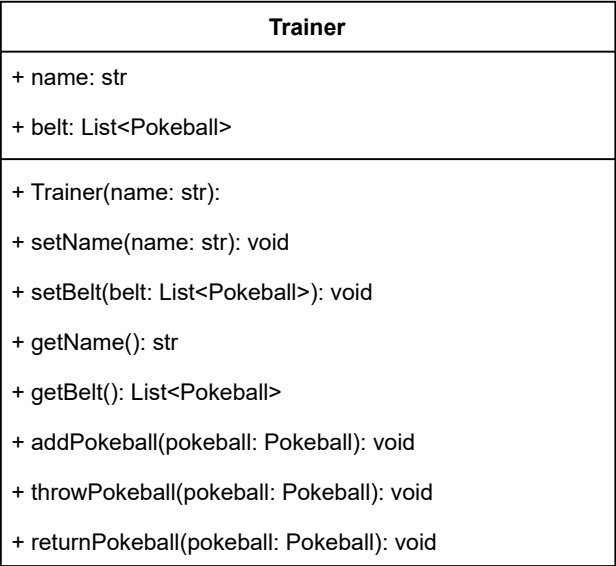 Trainer
+ name: str
+ belt: List<Pokeball>
+ Trainer(name: str):
+ setName(name: str): void
+ setBelt(belt: List<Pokeball>): void
+ getName(): str
+ getBelt(): List<Pokeball>
+ addPokeball(pokeball: Pokeball): void
+ throwPokeball(pokeball: Pokeball): void
+ returnPokeball(pokeball: Pokeball): void